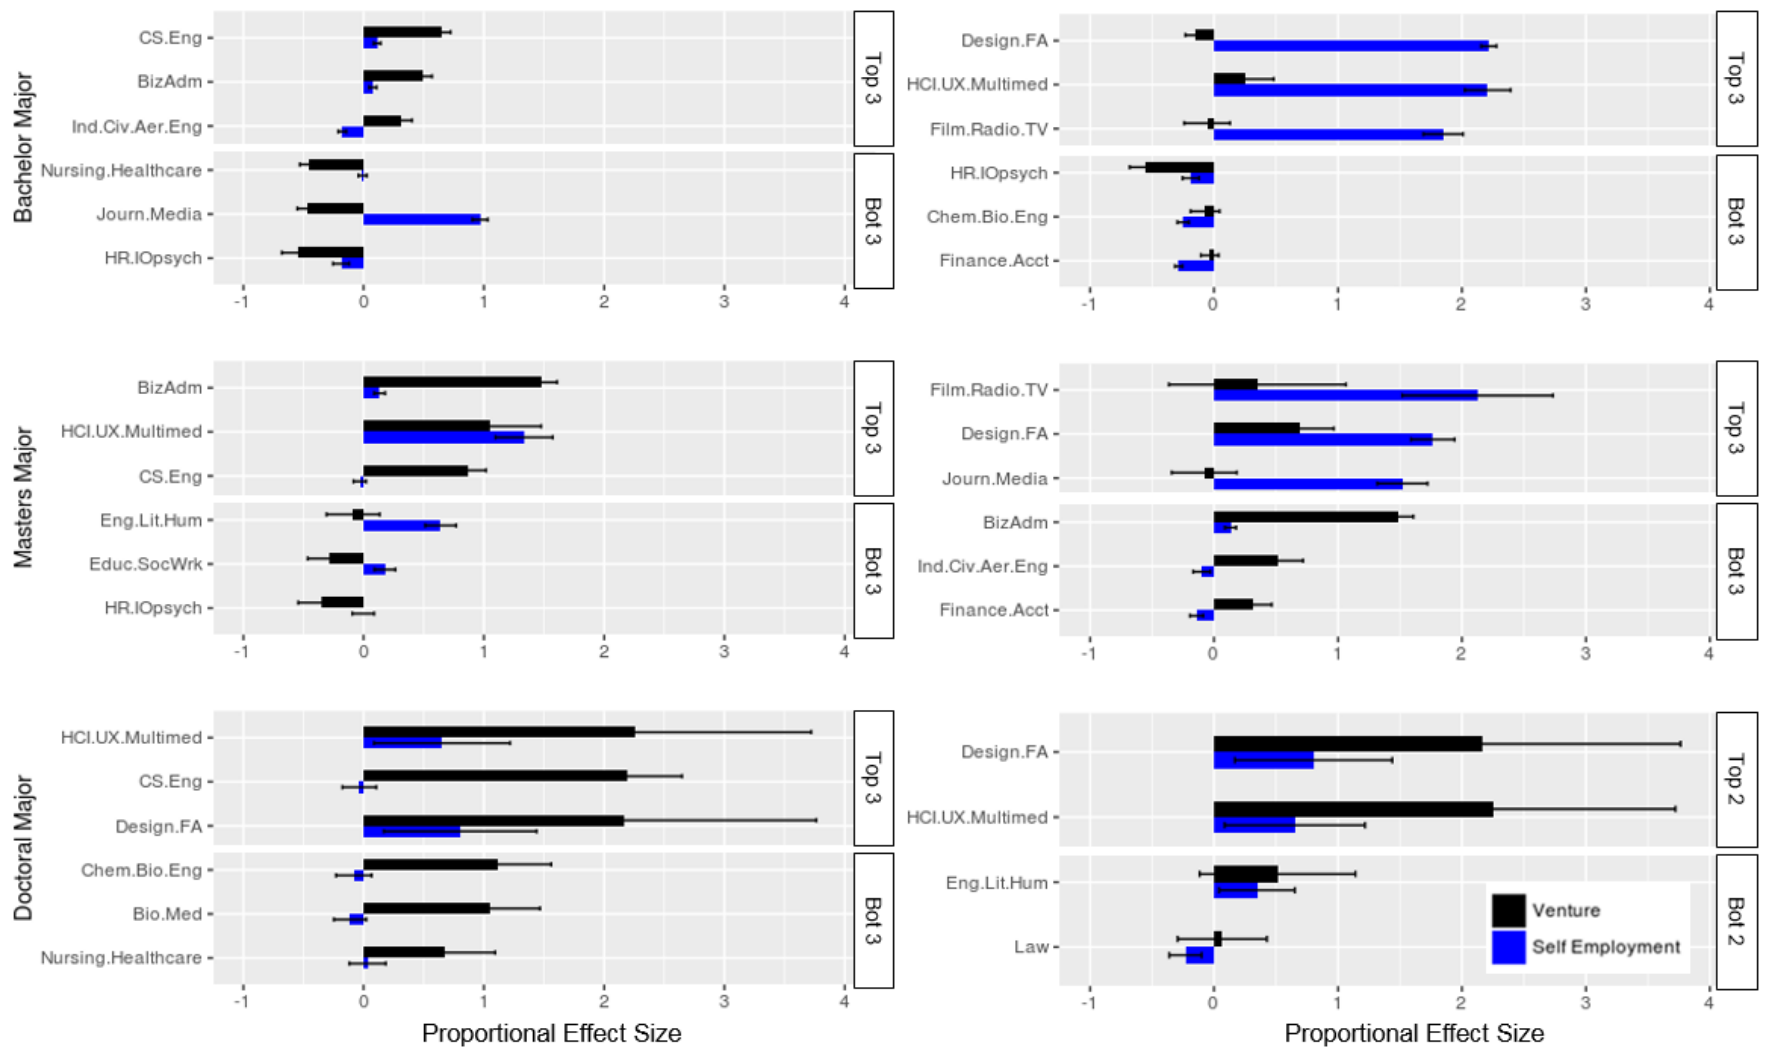 Bachelor Major
CS.Eng
BizAdm
Ind.Civ.Aer.Eng
Top 3
Nursing.Healthcare
Journ.Media
HR.IOpsych
Bot 3
-1 0 1 2 3 4
Design.FA
HCI.UX.Multimed
Film.Radio.TV
Top 3
HR.IOpsych
Chem.Bio.Eng
Finance.Acct
Bot 3
-1 0 1 2 3 4
Masters Major
BizAdm
HCI.UX.Multimed
CS.Eng
Top 3
Eng.Lit.Hum
Educ.SocWrk
HR.IOpsych
Bot 3
-1 0 1 2 3 4
Film.Radio.TV
Design.FA
Journ.Media
Top 3
BizAdm
Ind.Civ.Aer.Eng
Finance.Acct
Bot 3
-1 0 1 2 3 4
Doctoral Major
HCI.UX.Multimed
CS.Eng
Design.FA
Top 3
Chem.Bio.Eng
Bio.Med
Nursing.Healthcare
Bot 3
-1 0 1 2 3 4
Proportional Effect Size
Design.FA
HCI.UX.Multimed
Top 2
Eng.Lit.Hum
Law
Bot 2
Venture
Self Employment
-1 0 1 2 3 4
Proportional Effect Size